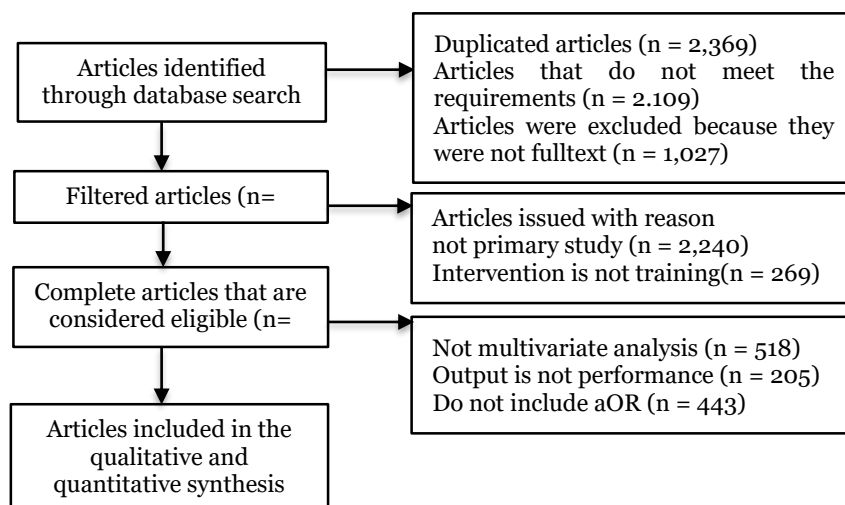 Articles identified
through database search
Duplicated articles (n = 2,369)
Articles that do not meet the
requirements (n = 2.109)
Articles were excluded because they
were not fulltext (n = 1,027)
Filtered articles (n=
Articles issued with reason
not primary study (n = 2,240)
Intervention is not training(n = 269)
Complete articles that are
considered eligible (n=
Not multivariate analysis (n = 518)
Output is not performance (n = 205)
Do not include aOR (n = 443)
Articles included in the
qualitative and
quantitative synthesis